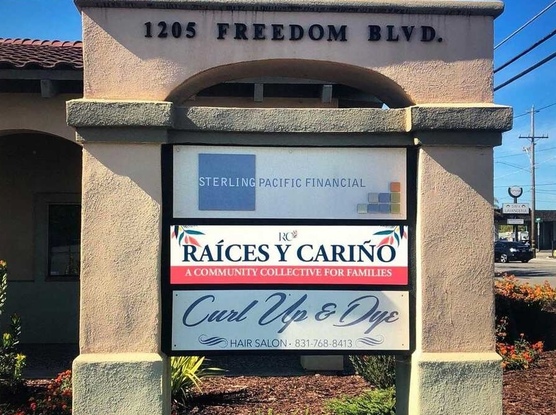 1205 FREEDOM BLVD.
STERLING PACIFIC FINANCIAL
RC
RAÍCES Y CARIÑO
A COMMUNITY COLLECTIVE FOR FAMILIES
Curl Up & Dye
HAIR SALON · 831-768-8413